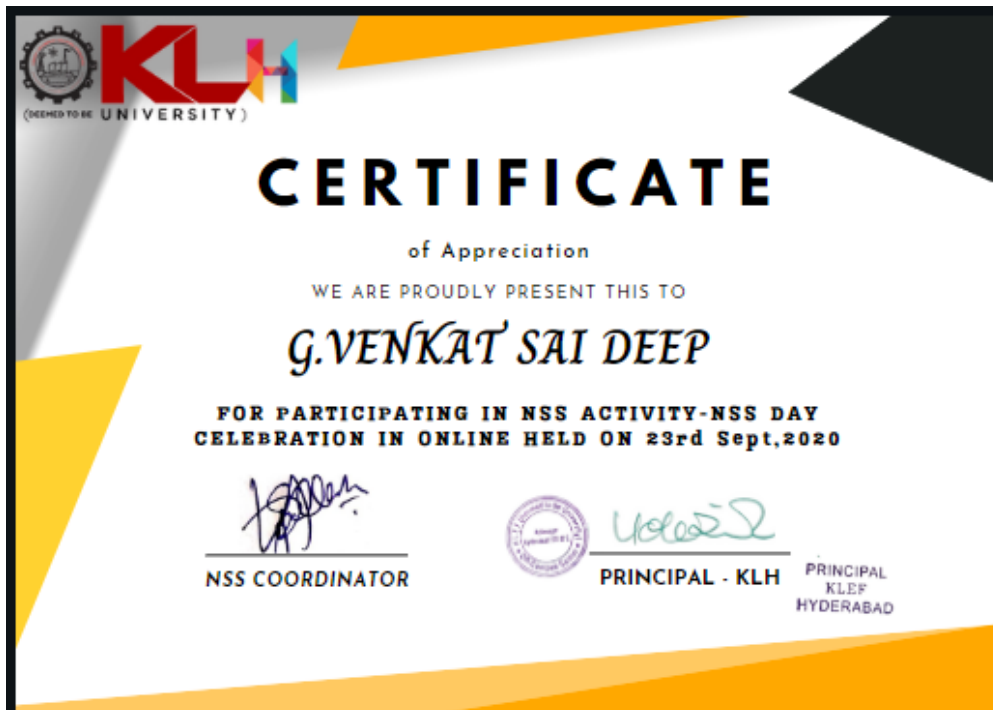 KLH
(DEEMED TO BE UNIVERSITY)
CERTIFICATE
of Appreciation
WE ARE PROUDLY PRESENT THIS TO
G.VENKAT SAI DEEP
FOR PARTICIPATING IN NSS ACTIVITY-NSS DAY
CELEBRATION IN ONLINE HELD ON 23rd Sept,2020
NSS COORDINATOR
PRINCIPAL - KLH
PRINCIPAL
KLEF
HYDERABAD